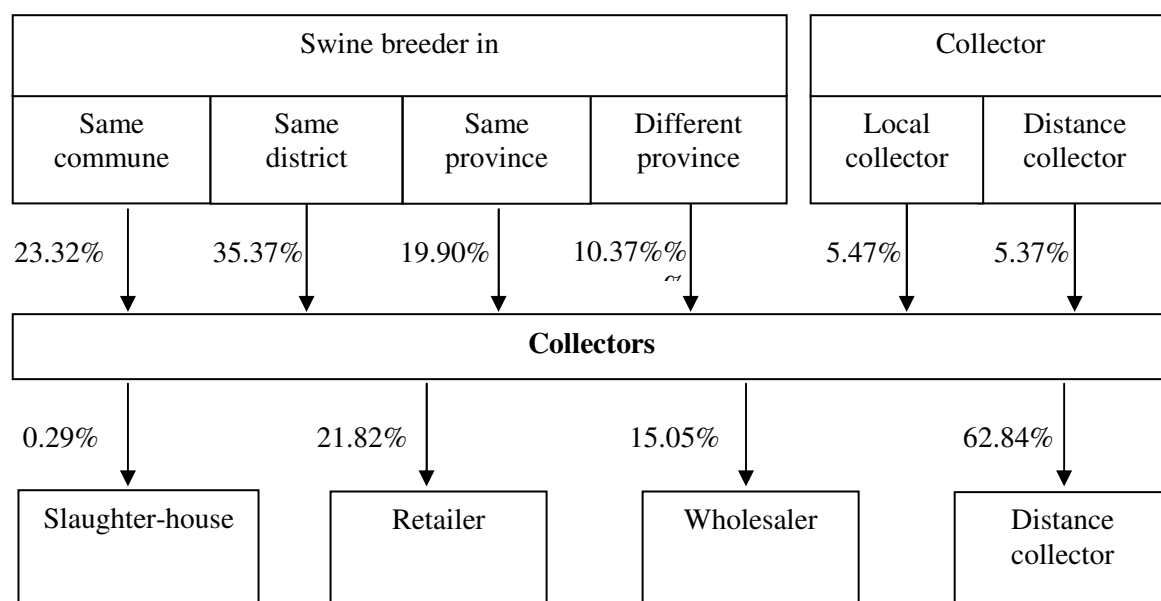 Swine breeder in
Collector
Same
commune
Same
district
Same
province
Different
province
Local
collector
Distance
collector
23.32%
35.37%
19.90%
10.37%%
%
5.47%
5.37%
Collectors
0.29%
21.82%
15.05%
62.84%
Slaughter-house
Retailer
Wholesaler
Distance
collector